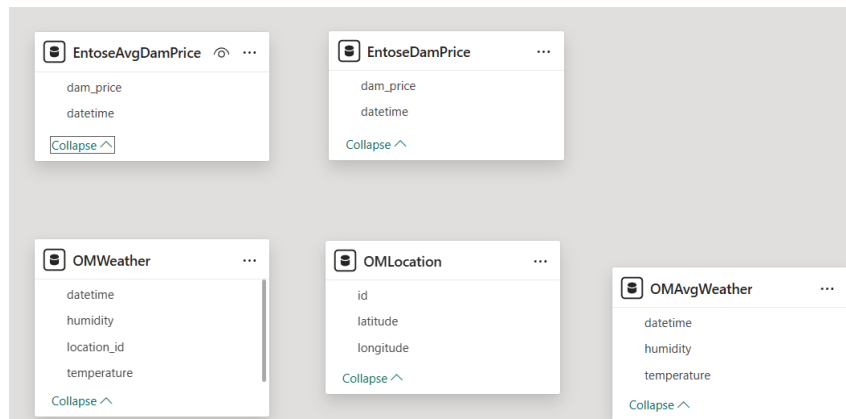 EntoseAvgDamPrice
dam_price
datetime
Collapse
EntoseDamPrice
dam_price
datetime
Collapse
OMWeather
datetime
humidity
location_id
temperature
Collapse
OMLocation
id
latitude
longitude
Collapse
OMAvgWeather
datetime
humidity
temperature
Collapse